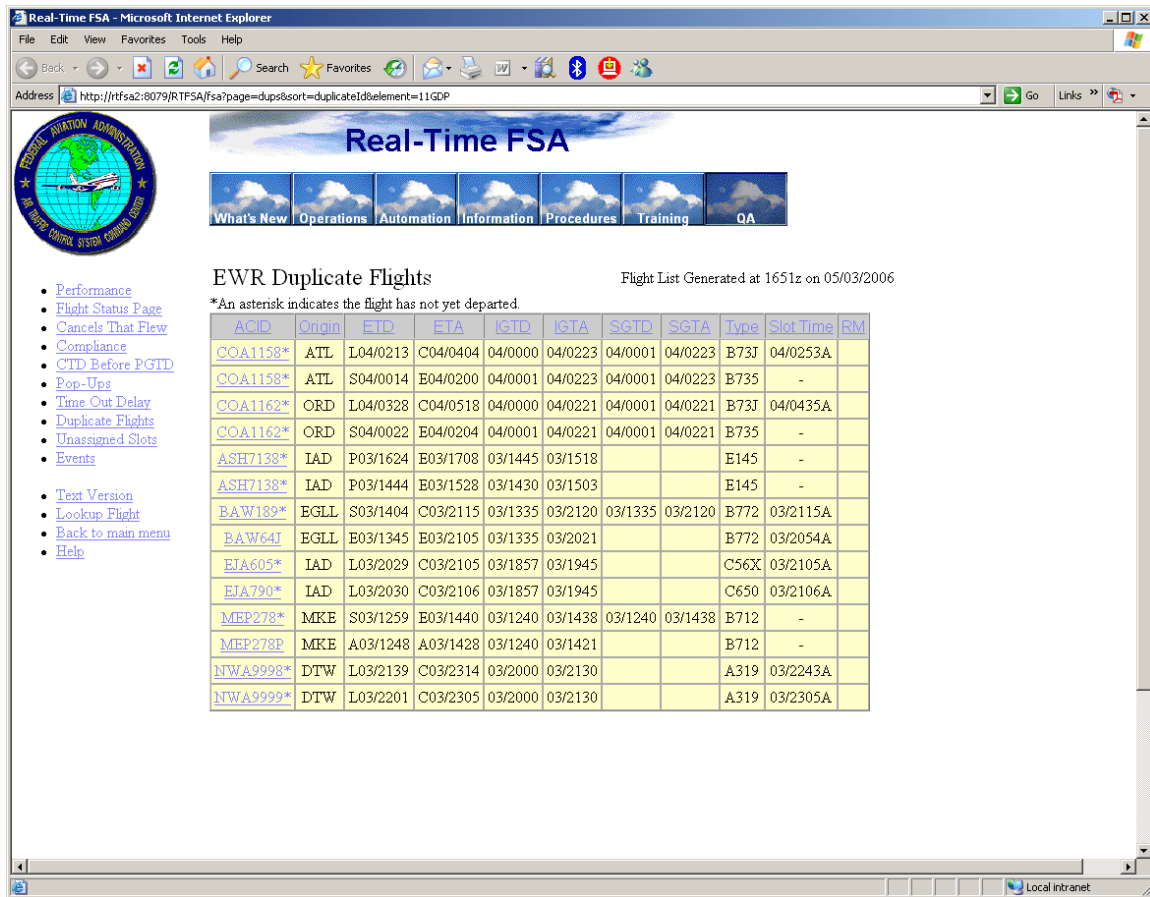 Real-Time FSA - Microsoft Internet Explorer
File Edit View Favorites Tools Help
Back Search Favorites
Address http://rtfsa2:8079/RTFSA/fsa?page=dups&sort=duplicateId&element=11GDP Go Links »
FEDERAL AVIATION ADMINISTRATION
AIR TRAFFIC CONTROL SYSTEM COMMAND CENTER
Real-Time FSA
What's New Operations Automation Information Procedures Training QA
Performance
Flight Status Page
Cancels That Flew
Compliance
CTD Before PGTD
Pop-Ups
Time Out Delay
Duplicate Flights
Unassigned Slots
Events
Text Version
Lookup Flight
Back to main menu
Help
EWR Duplicate Flights Flight List Generated at 1651z on 05/03/2006
*An asterisk indicates the flight has not yet departed.
ACID Origin ETD ETA IGTD IGTA SGTD SGTA Type Slot Time RM
COA1158* ATL L04/0213 C04/0404 04/0000 04/0223 04/0001 04/0223 B73J 04/0253A
COA1158* ATL S04/0014 E04/0200 04/0001 04/0223 04/0001 04/0223 B735 -
COA1162* ORD L04/0328 C04/0518 04/0000 04/0221 04/0001 04/0221 B73J 04/0435A
COA1162* ORD S04/0022 E04/0204 04/0001 04/0221 04/0001 04/0221 B735 -
ASH7138* IAD P03/1624 E03/1708 03/1445 03/1518 E145 -
ASH7138* IAD P03/1444 E03/1528 03/1430 03/1503 E145 -
BAW189* EGLL S03/1404 C03/2115 03/1335 03/2120 03/1335 03/2120 B772 03/2115A
BAW64J EGLL E03/1345 E03/2105 03/1335 03/2021 B772 03/2054A
EJA605* IAD L03/2029 C03/2105 03/1857 03/1945 C56X 03/2105A
EJA790* IAD L03/2030 C03/2106 03/1857 03/1945 C650 03/2106A
MEP278* MKE S03/1259 E03/1440 03/1240 03/1438 03/1240 03/1438 B712 -
MEP278P MKE A03/1248 A03/1428 03/1240 03/1421 B712 -
NWA9998* DTW L03/2139 C03/2314 03/2000 03/2130 A319 03/2243A
NWA9999* DTW L03/2201 C03/2305 03/2000 03/2130 A319 03/2305A
Local intranet